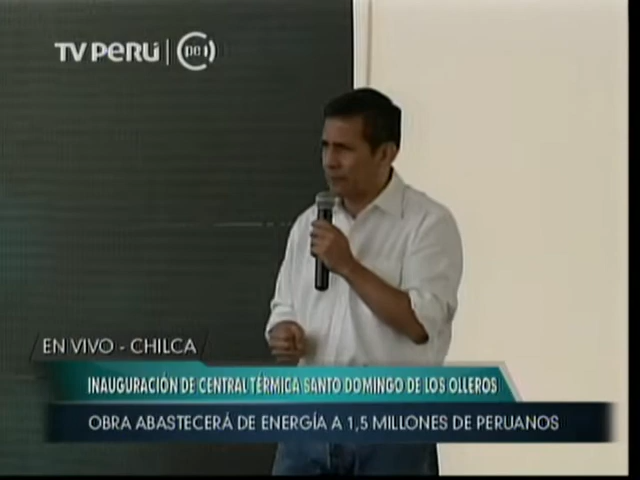 TV PERÚ pe
EN VIVO - CHILCA
INAUGURACIÓN DE CENTRAL TÉRMICA SANTO DOMINGO DE LOS OLLEROS
OBRA ABASTECERÁ DE ENERGÍA A 1,5 MILLONES DE PERUANOS